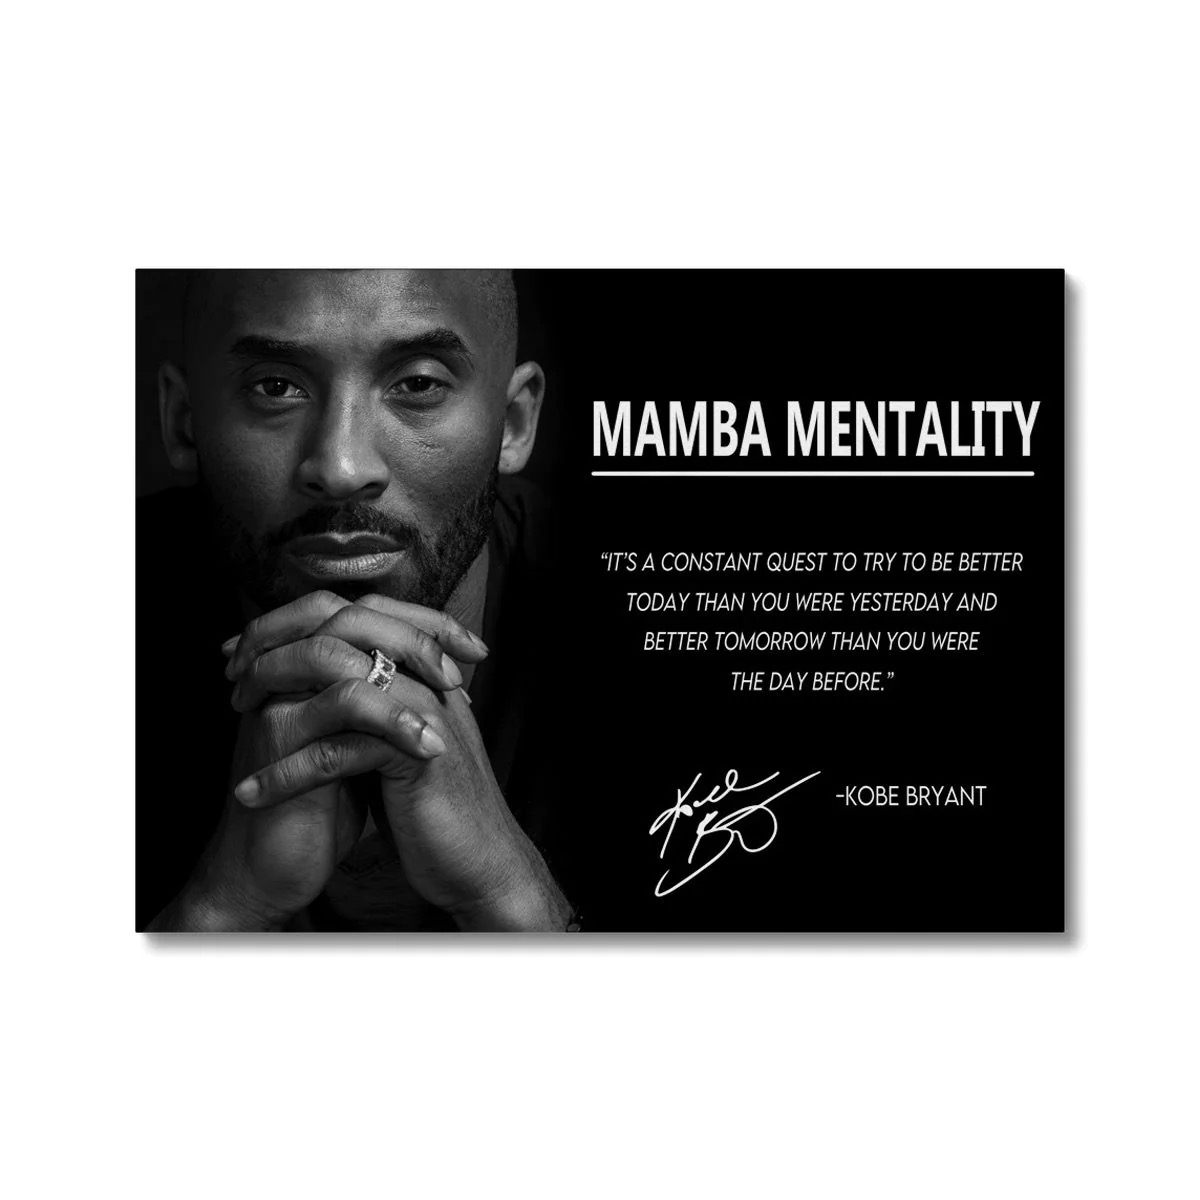 MAMBA MENTALITY
“IT’S A CONSTANT QUEST TO TRY TO BE BETTER
TODAY THAN YOU WERE YESTERDAY AND
BETTER TOMORROW THAN YOU WERE
THE DAY BEFORE.”
-KOBE BRYANT